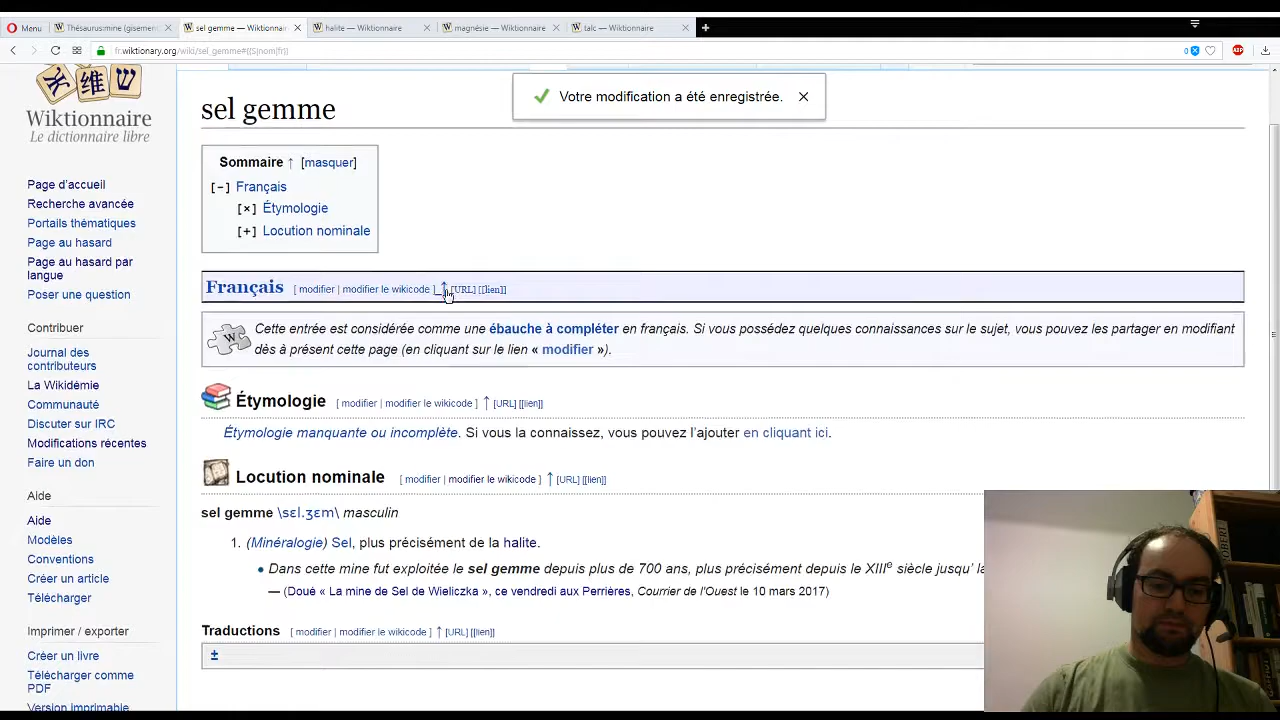 Menu
Thésaurus:mine (gisement
sel gemme — Wiktionnaire
halite — Wiktionnaire
magnésie — Wiktionnaire
talc — Wiktionnaire
fr.wiktionary.org/wiki/sel_gemme#{{S|nom|fr}}
0
ABP
Wiktionnaire
Le dictionnaire libre
Page d’accueil
Recherche avancée
Portails thématiques
Page au hasard
Page au hasard par
langue
Poser une question
Contribuer
Journal des
contributeurs
La Wikidémie
Communauté
Discuter sur IRC
Modifications récentes
Faire un don
Aide
Aide
Modèles
Conventions
Créer un article
Télécharger
Imprimer / exporter
Créer un livre
Télécharger comme
PDF
Version imprimable
Votre modification a été enregistrée.
sel gemme
Sommaire ↑ [masquer]
[−] Français
[×] Étymologie
[+] Locution nominale
Français [ modifier | modifier le wikicode ] ↑ [URL] [[lien]]
Cette entrée est considérée comme une ébauche à compléter en français. Si vous possédez quelques connaissances sur le sujet, vous pouvez les partager en modifiant
dès à présent cette page (en cliquant sur le lien « modifier »).
Étymologie [ modifier | modifier le wikicode ] ↑ [URL] [[lien]]
Étymologie manquante ou incomplète. Si vous la connaissez, vous pouvez l’ajouter en cliquant ici.
Locution nominale [ modifier | modifier le wikicode ] ↑ [URL] [[lien]]
sel gemme \sɛl.ʒɛm\ masculin
1. (Minéralogie) Sel, plus précisément de la halite.
• Dans cette mine fut exploitée le sel gemme depuis plus de 700 ans, plus précisément depuis le XIIIe siècle jusqu’
— (Doué « La mine de Sel de Wieliczka », ce vendredi aux Perrières, Courrier de l'Ouest le 10 mars 2017)
Traductions [ modifier | modifier le wikicode ] ↑ [URL] [[lien]]
±